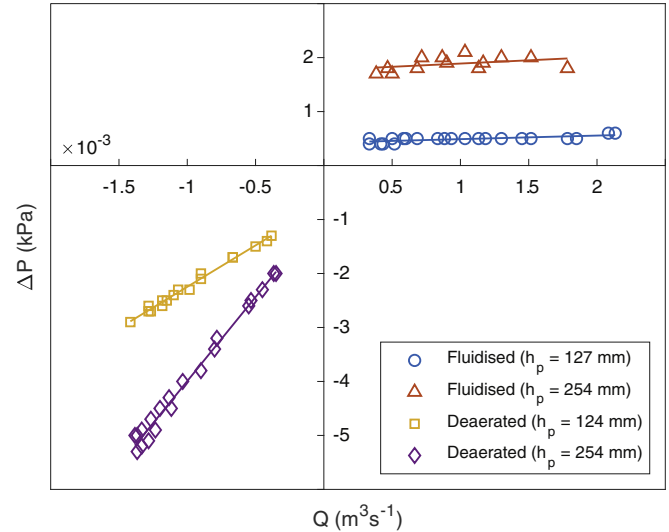 2
1
× 10⁻³
-1.5 -1 -0.5
0.5 1 1.5 2
-1
-2
-3
-4
-5
ΔP (kPa)
Fluidised (hₚ = 127 mm)
Fluidised (hₚ = 254 mm)
Deaerated (hₚ = 124 mm)
Deaerated (hₚ = 254 mm)
Q (m³s⁻¹)